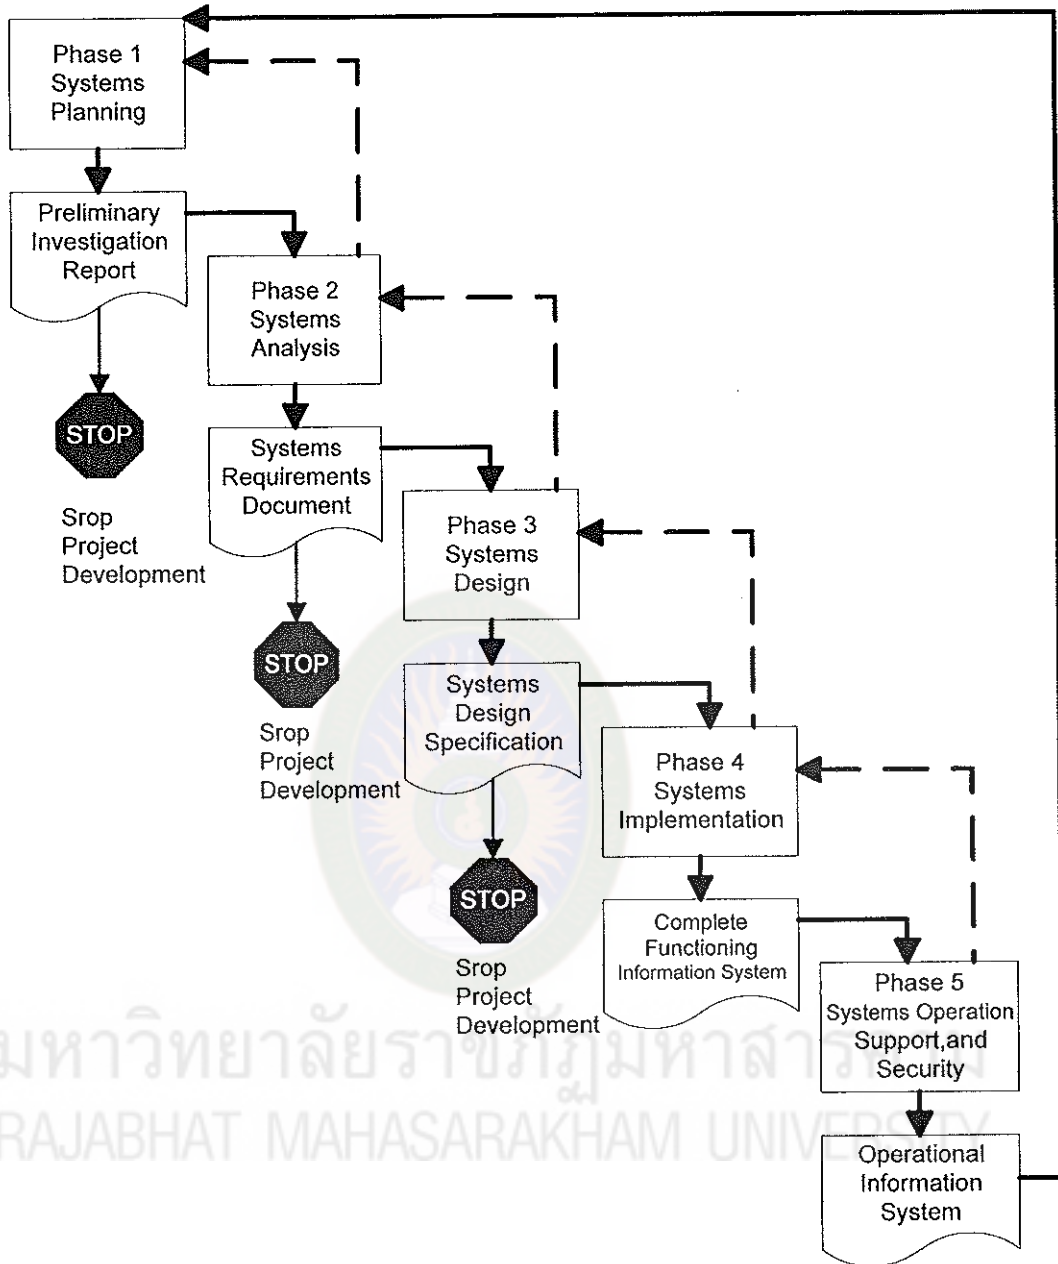 Phase 1
Systems
Planning
Preliminary
Investigation
Report
STOP
Srop
Project
Development
Phase 2
Systems
Analysis
Systems
Requirements
Document
STOP
Srop
Project
Development
Phase 3
Systems
Design
Systems
Design
Specification
STOP
Srop
Project
Development
Phase 4
Systems
Implementation
Complete
Functioning
Information System
Phase 5
Systems Operation
Support,and
Security
Operational
Information
System
มหาวิทยาลัยราชภัฏมหาสารคาม
RAJABHAT MAHASARAKHAM UNIVERSITY